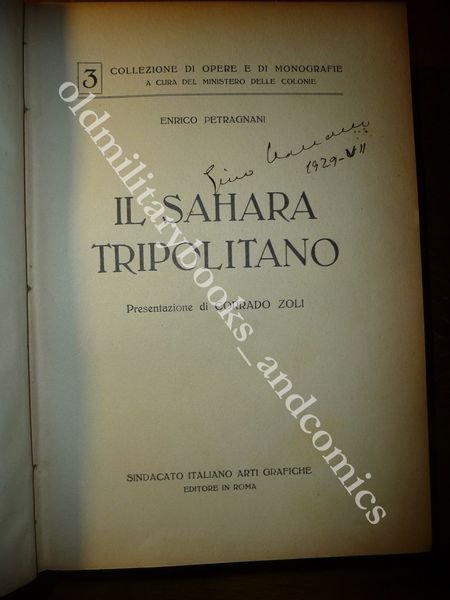 3 COLLEZIONE DI OPERE E DI MONOGRAFIE
A CURA DEL MINISTERO DELLE COLONIE
ENRICO PETRAGNANI
Gino
1929-VII
IL SAHARA
TRIPOLITANO
Presentazione di CORRADO ZOLI
SINDACATO ITALIANO ARTI GRAFICHE
EDITORE IN ROMA
oldmilitarybooks_andcomics